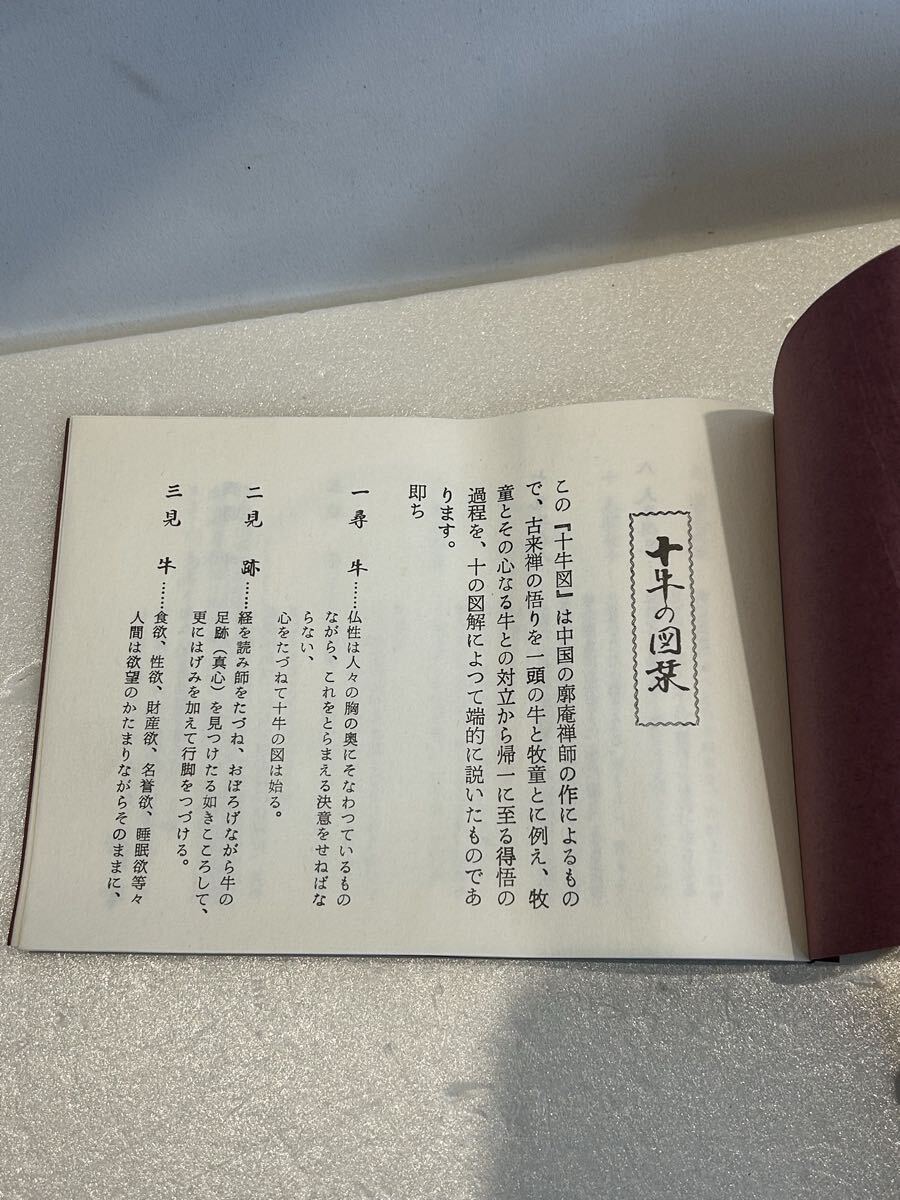 十牛の図栞
この『十牛図』は中国の廓庵禅師の作によるもの
で、古来禅の悟りを一頭の牛と牧童とに例え、牧
童とその心なる牛との対立から帰一に至る得悟の
過程を、十の図解によつて端的に説いたものであ
ります。
即ち
一尋　牛……仏性は人々の胸の奥にそなわつているもの
ながら、これをとらまえる決意をせねばな
らない、
心をたづねて十牛の図は始る。
二見　跡……経を読み師をたづね、おぼろげながら牛の
足跡（真心）を見つけたる如きこころして、
更にはげみを加えて行脚をつづける。
三見　牛……食欲、性欲、財産欲、名誉欲、睡眠欲等々
人間は欲望のかたまりながらそのままに、